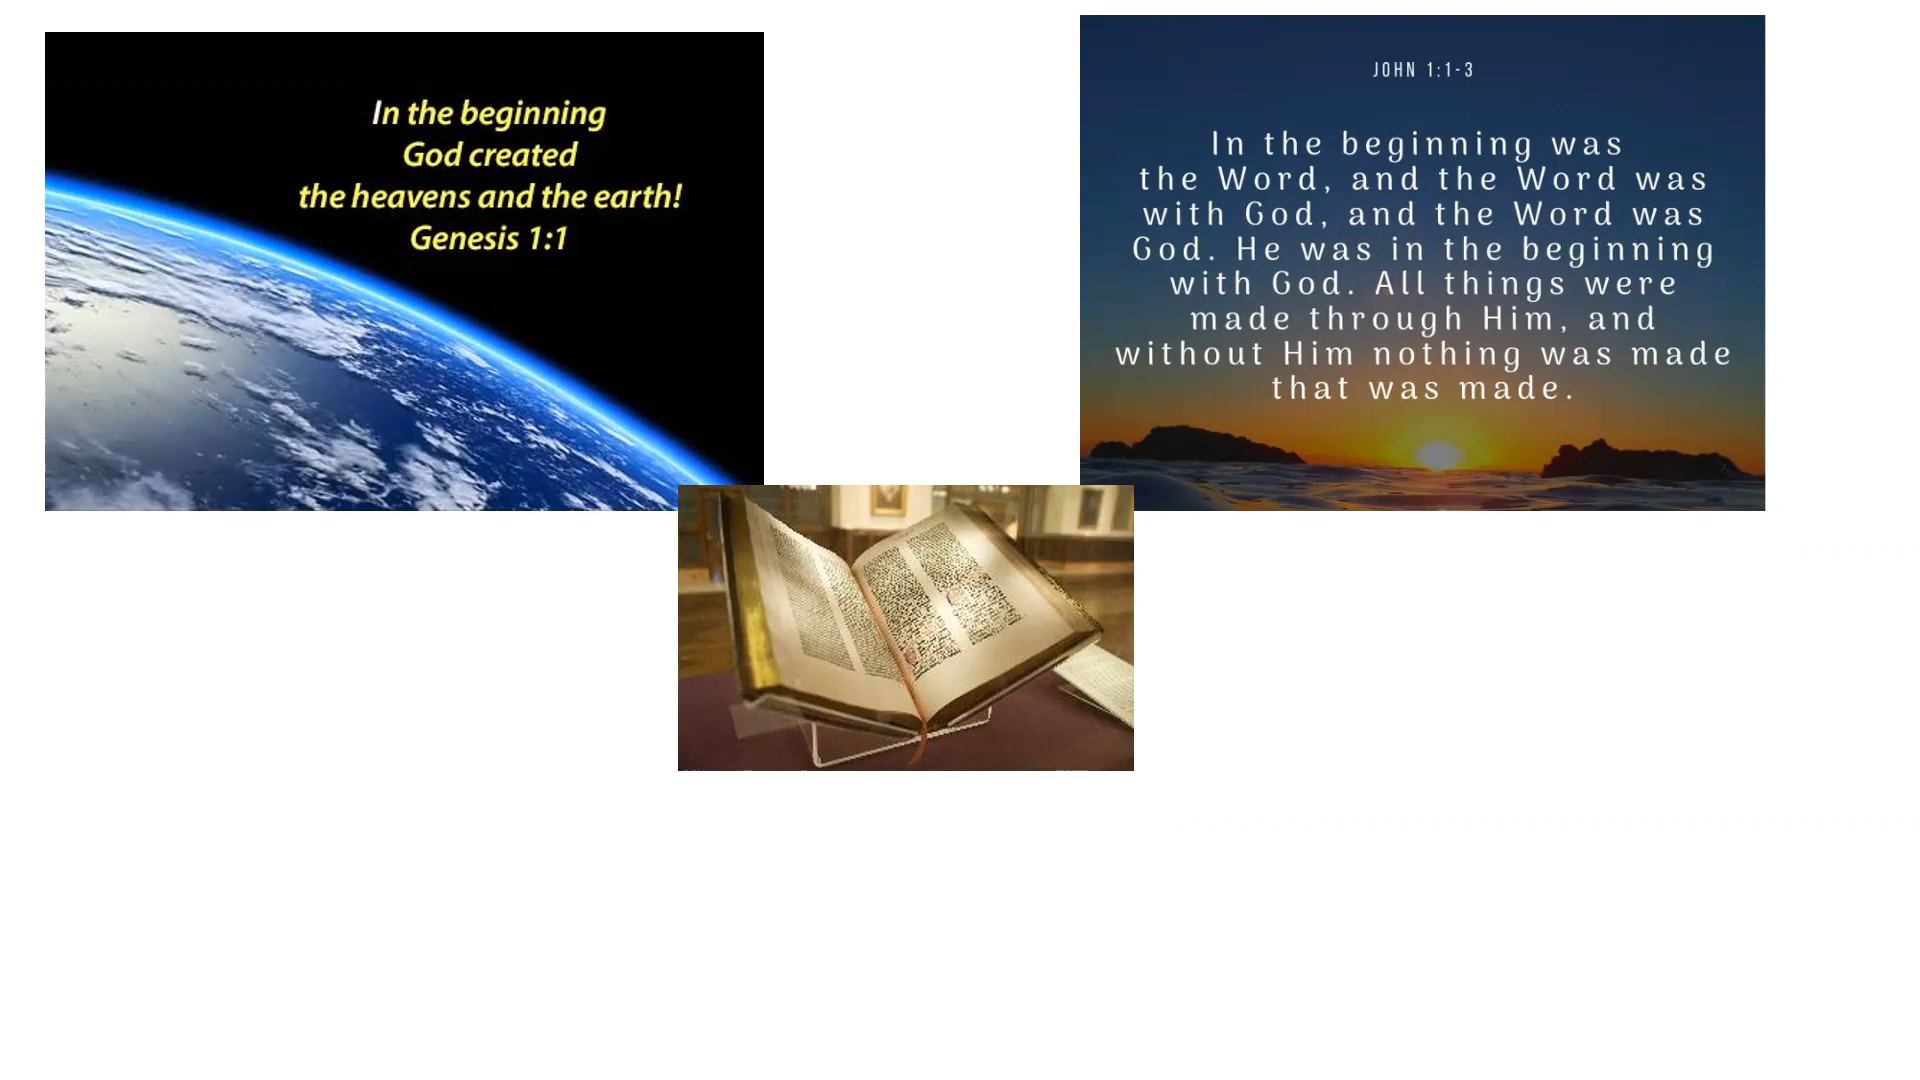 In the beginning
God created
the heavens and the earth!
Genesis 1:1
JOHN 1:1-3
In the beginning was
the Word, and the Word was
with God, and the Word was
God. He was in the beginning
with God. All things were
made through Him, and
without Him nothing was made
that was made.